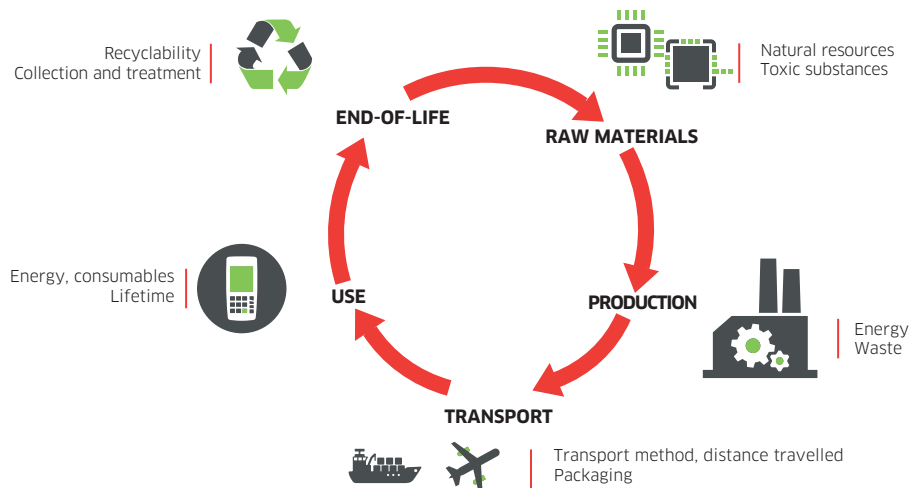 Recyclability
Collection and treatment
Natural resources
Toxic substances
END-OF-LIFE
RAW MATERIALS
Energy, consumables
Lifetime
USE
PRODUCTION
Energy
Waste
TRANSPORT
Transport method, distance travelled
Packaging